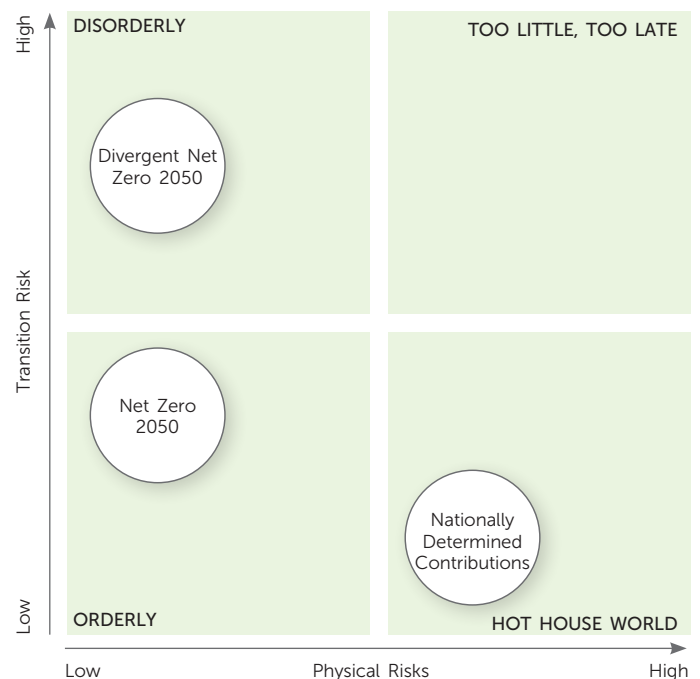 High
DISORDERLY
TOO LITTLE, TOO LATE
Divergent Net
Zero 2050
Transition Risk
Net Zero
2050
Nationally
Determined
Contributions
Low
ORDERLY
HOT HOUSE WORLD
Low
Physical Risks
High